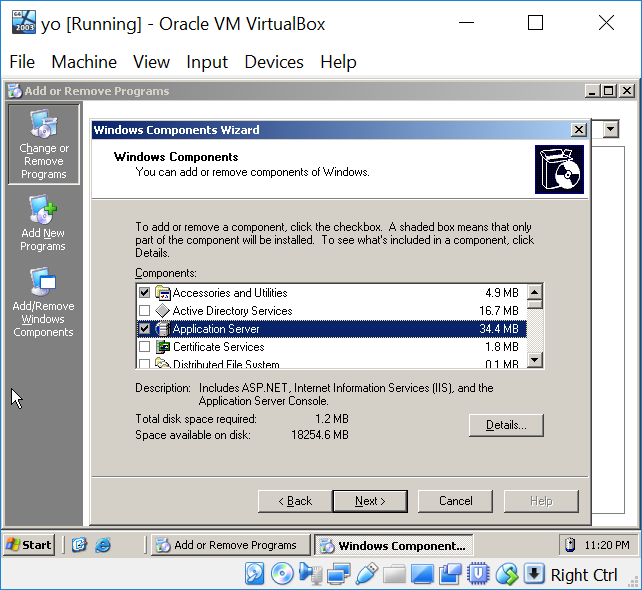 2003
yo [Running] - Oracle VM VirtualBox
File Machine View Input Devices Help
Add or Remove Programs
Change or
Remove
Programs
Add New
Programs
Add/Remove
Windows
Components
Windows Components Wizard
Windows Components
You can add or remove components of Windows.
To add or remove a component, click the checkbox. A shaded box means that only
part of the component will be installed. To see what's included in a component, click
Details.
Components:
Accessories and Utilities 4.9 MB
Active Directory Services 16.7 MB
Application Server 34.4 MB
Certificate Services 1.8 MB
Distributed File System 0.1 MB
Description: Includes ASP.NET, Internet Information Services (IIS), and the
Application Server Console.
Total disk space required: 1.2 MB
Space available on disk: 18254.6 MB
Details...
< Back Next > Cancel Help
Start Add or Remove Programs Windows Component... 11:20 PM
Right Ctrl